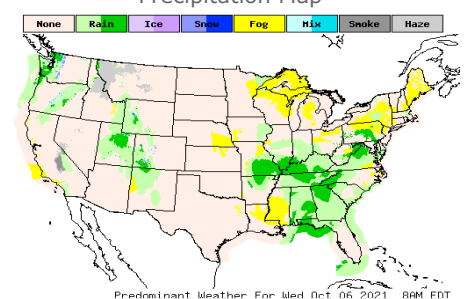 Precipitation Map
None Rain Ice Snow Fog Mix Smoke Haze
Predominant Weather For Wed Oct 06 2021 8AM EDT